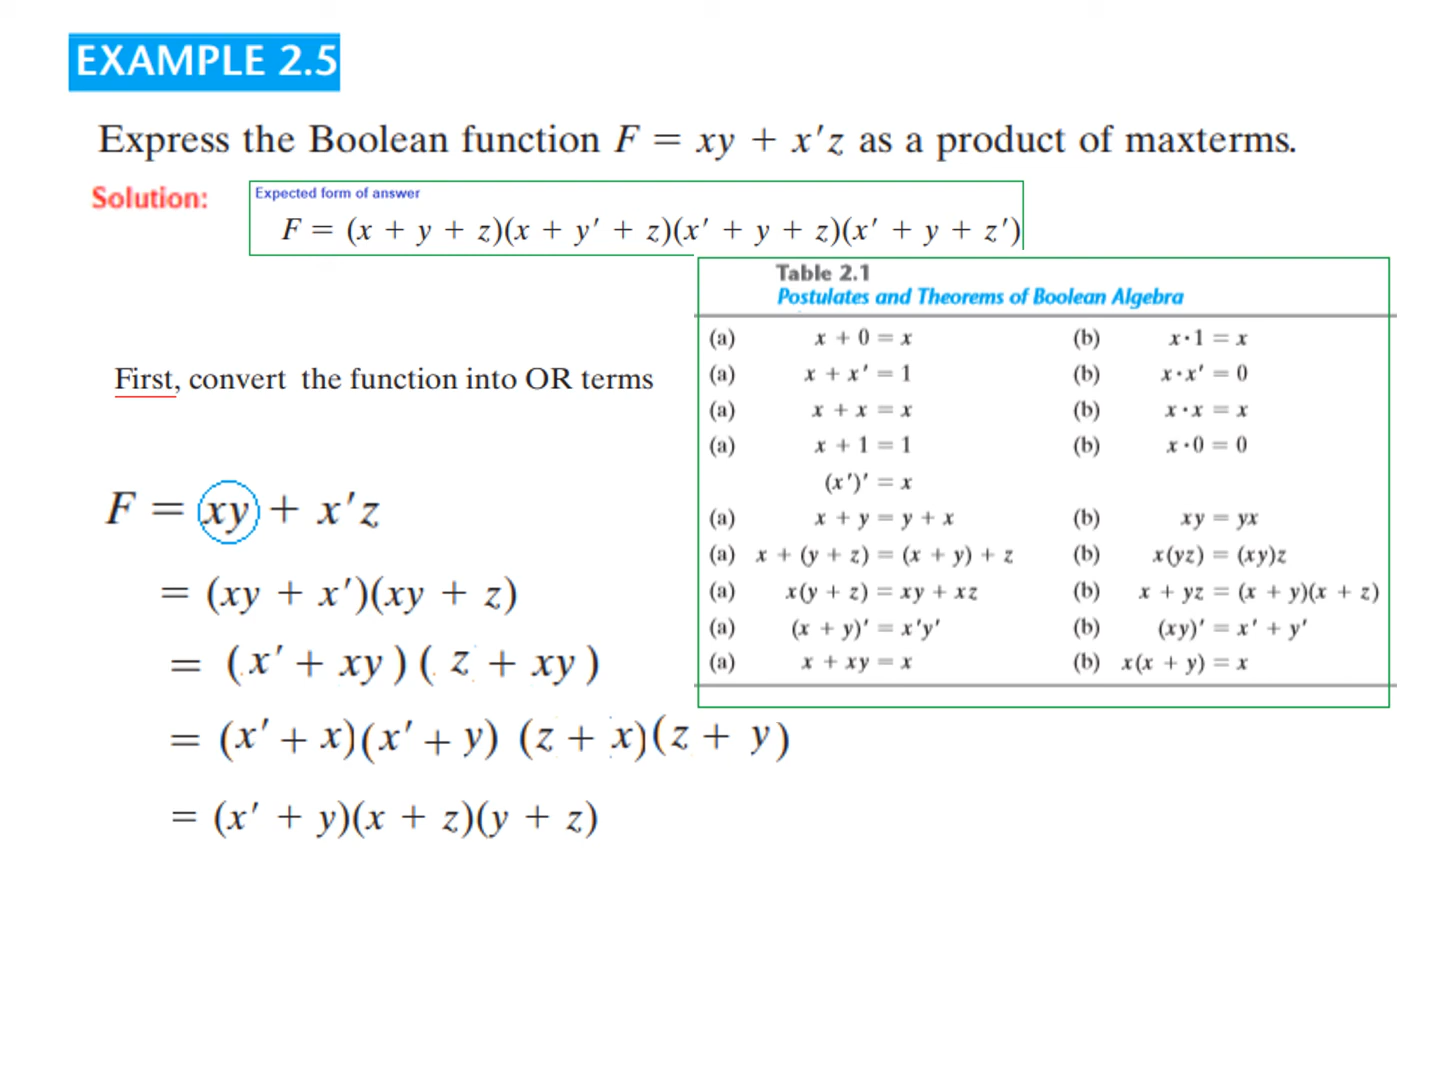 EXAMPLE 2.5
Express the Boolean function F = xy + x'z as a product of maxterms.
Solution:
Expected form of answer
F = (x + y + z)(x + y' + z)(x' + y + z)(x' + y + z')
Table 2.1
Postulates and Theorems of Boolean Algebra
(a) x + 0 = x (b) x·1 = x
(a) x + x' = 1 (b) x·x' = 0
(a) x + x = x (b) x·x = x
(a) x + 1 = 1 (b) x·0 = 0
(x')' = x
(a) x + y = y + x (b) xy = yx
(a) x + (y + z) = (x + y) + z (b) x(yz) = (xy)z
(a) x(y + z) = xy + xz (b) x + yz = (x + y)(x + z)
(a) (x + y)' = x'y' (b) (xy)' = x' + y'
(a) x + xy = x (b) x(x + y) = x
First, convert the function into OR terms
F = xy + x'z
= (xy + x')(xy + z)
= (x' + xy)(z + xy)
= (x' + x)(x' + y) (z + x)(z + y)
= (x' + y)(x + z)(y + z)